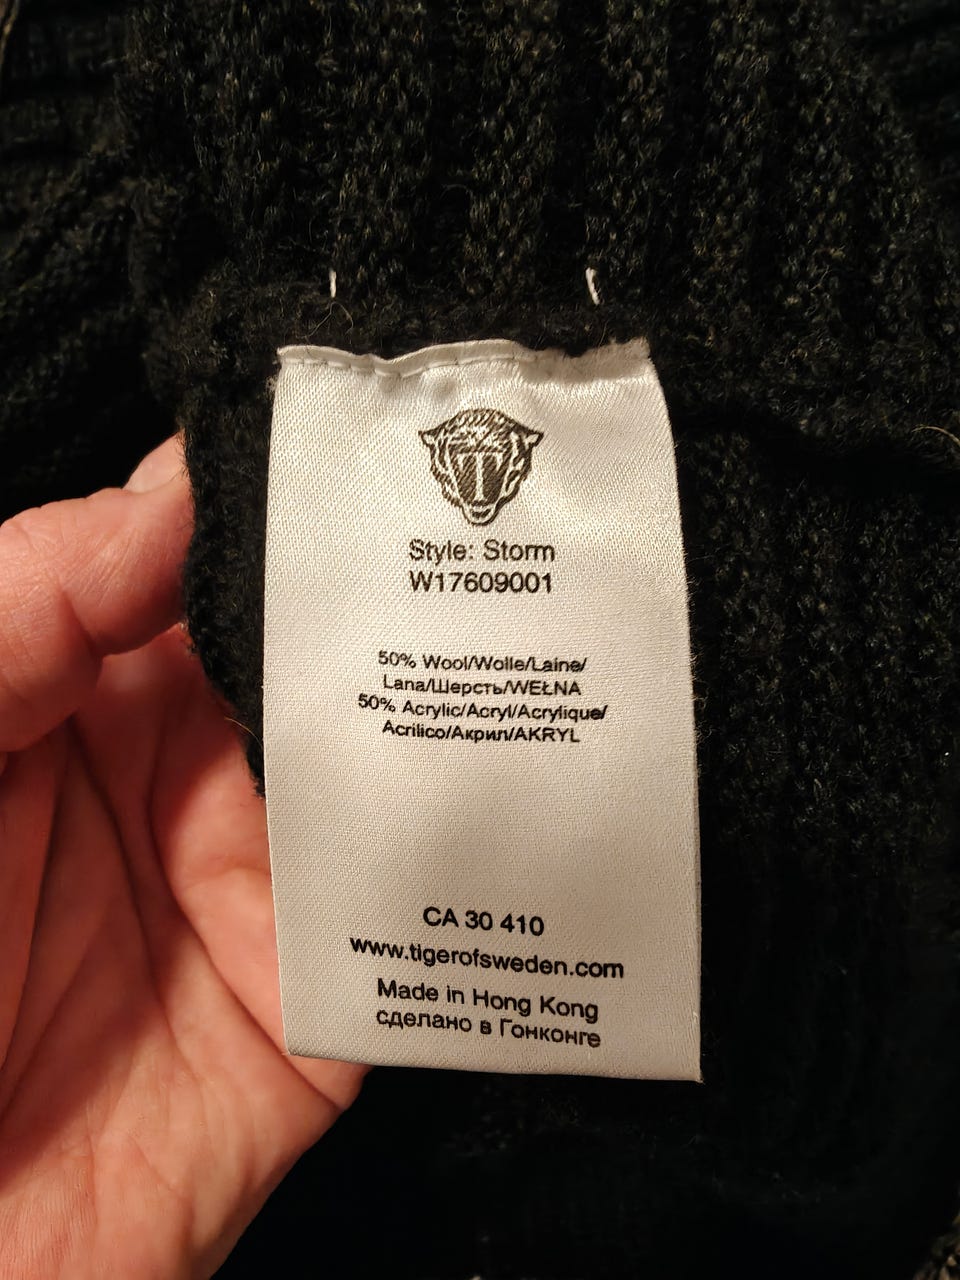 T
Style: Storm
W17609001
50% Wool/Wolle/Laine/
Lana/Шерсть/WEŁNA
50% Acrylic/Acryl/Acrylique/
Acrilico/Акрил/AKRYL
CA 30 410
www.tigerofsweden.com
Made in Hong Kong
сделано в Гонконге